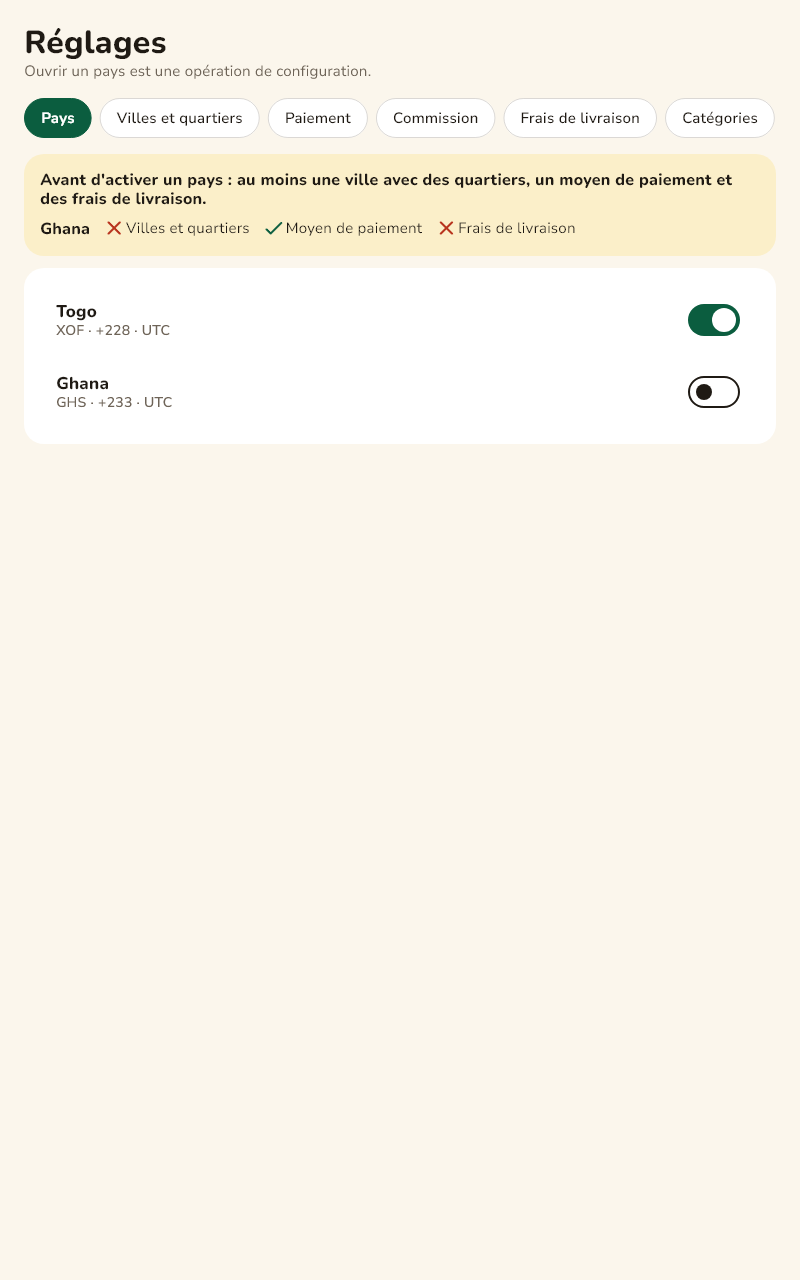 Réglages
Ouvrir un pays est une opération de configuration.
Pays Villes et quartiers Paiement Commission Frais de livraison Catégories
Avant d'activer un pays : au moins une ville avec des quartiers, un moyen de paiement et
des frais de livraison.
Ghana Villes et quartiers Moyen de paiement Frais de livraison
Togo
XOF · +228 · UTC
Ghana
GHS · +233 · UTC